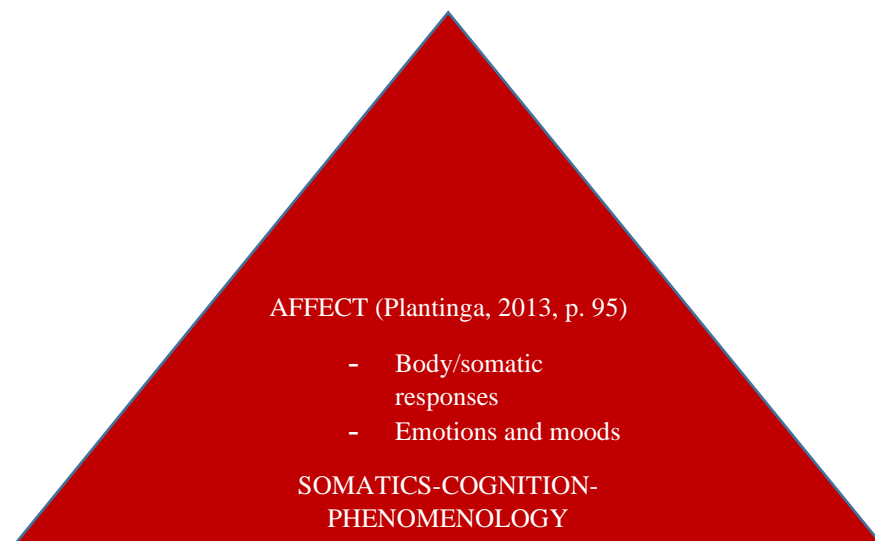 AFFECT (Plantinga, 2013, p. 95)
- Body/somatic
responses
- Emotions and moods
SOMATICS-COGNITION-
PHENOMENOLOGY